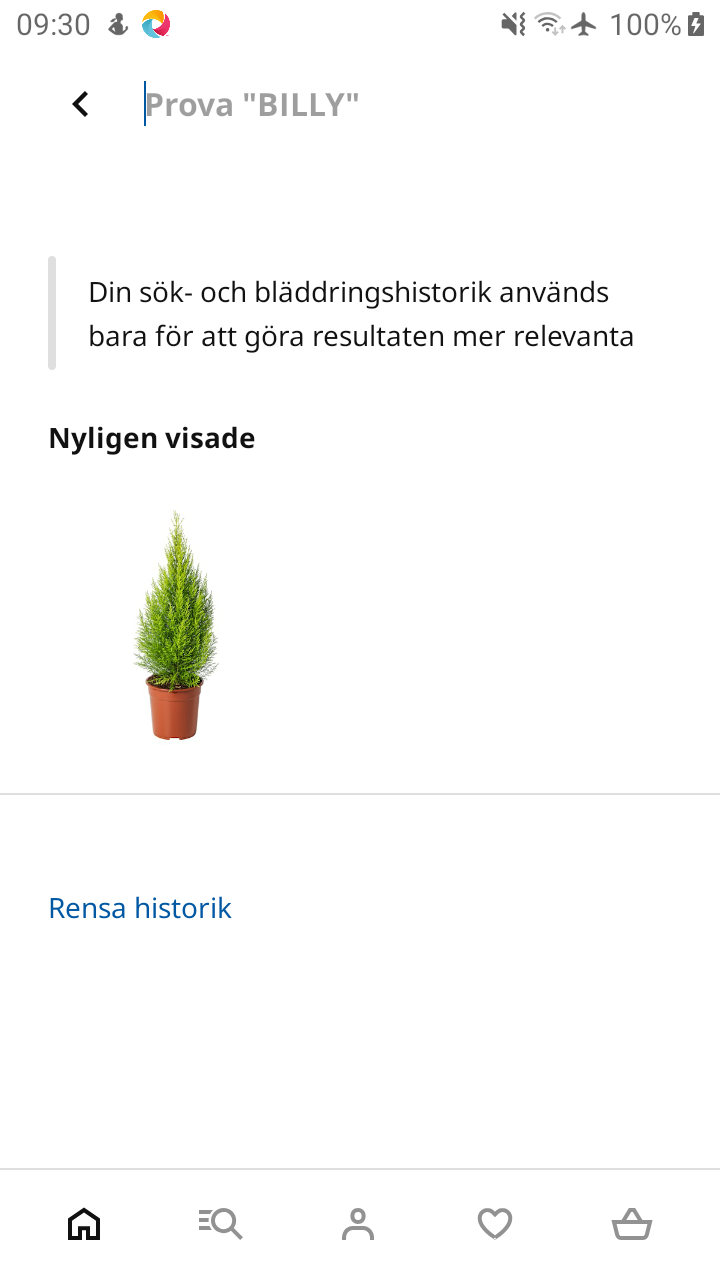 09:30
100%
Prova "BILLY"
Din sök- och bläddringshistorik används
bara för att göra resultaten mer relevanta
Nyligen visade
Rensa historik